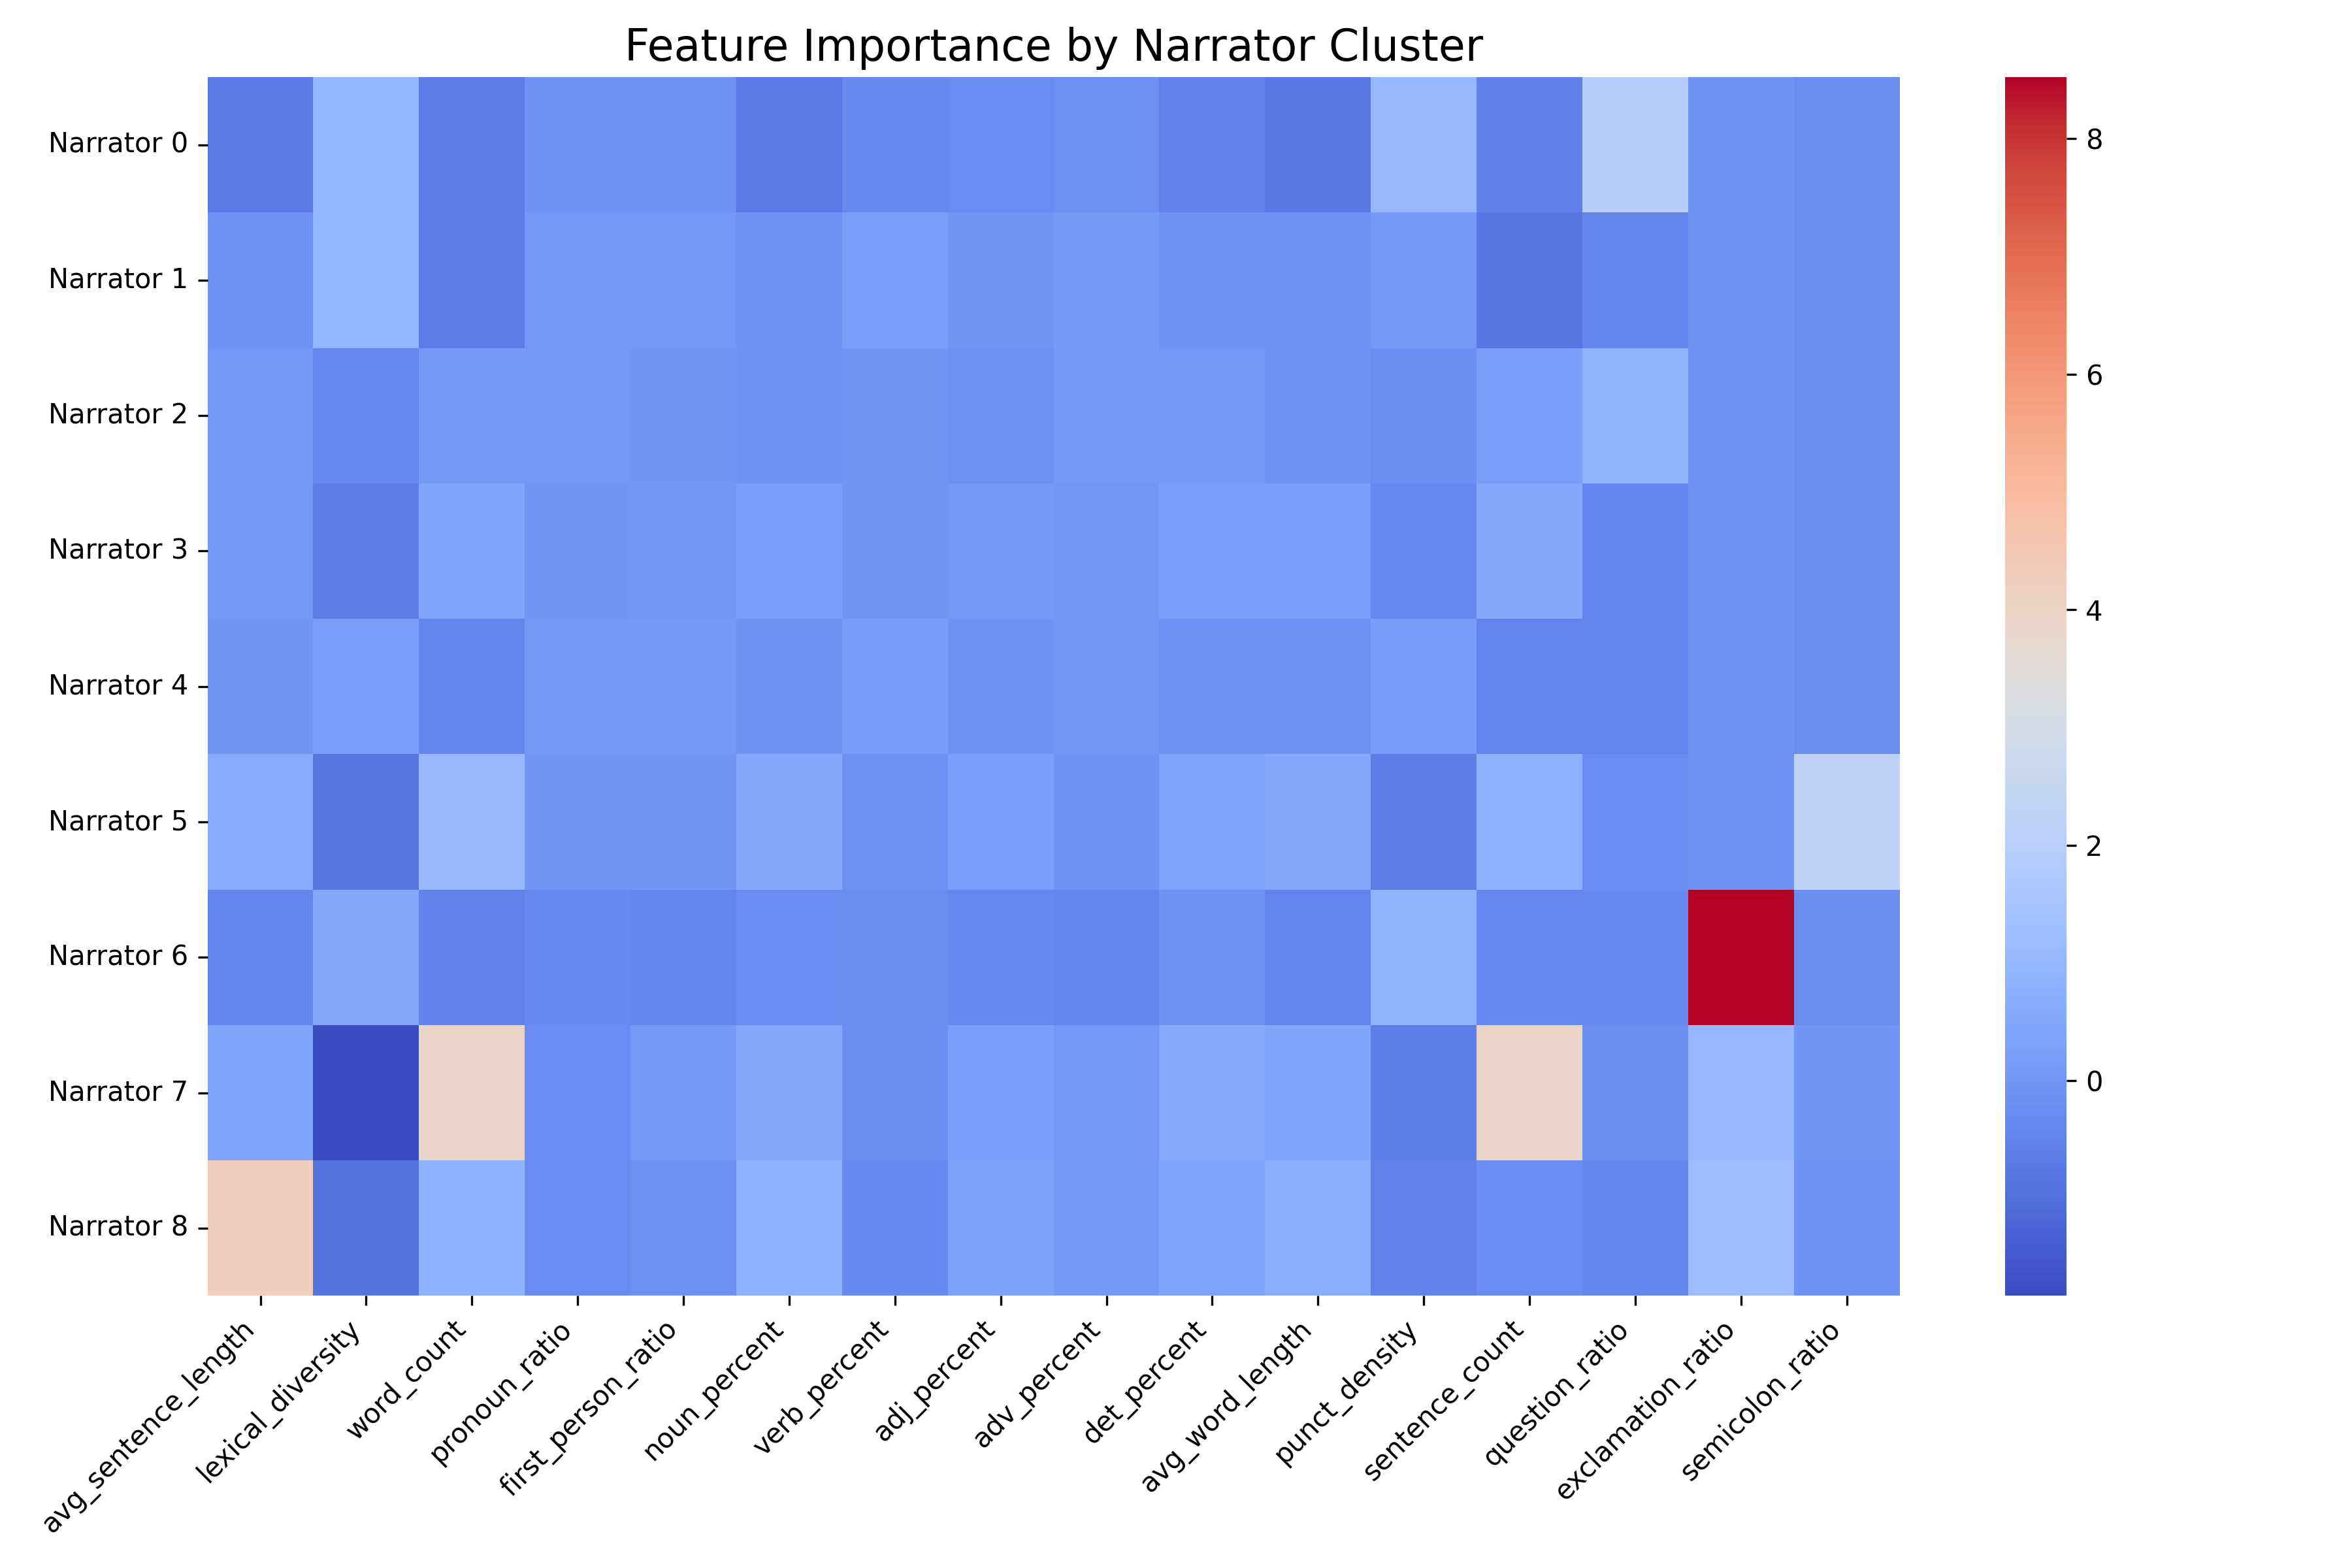 Feature Importance by Narrator Cluster
Narrator 0
Narrator 1
Narrator 2
Narrator 3
Narrator 4
Narrator 5
Narrator 6
Narrator 7
Narrator 8
avg_sentence_length
lexical_diversity
word_count
pronoun_ratio
first_person_ratio
noun_percent
verb_percent
adj_percent
adv_percent
det_percent
avg_word_length
punct_density
sentence_count
question_ratio
exclamation_ratio
semicolon_ratio
8
6
4
2
0